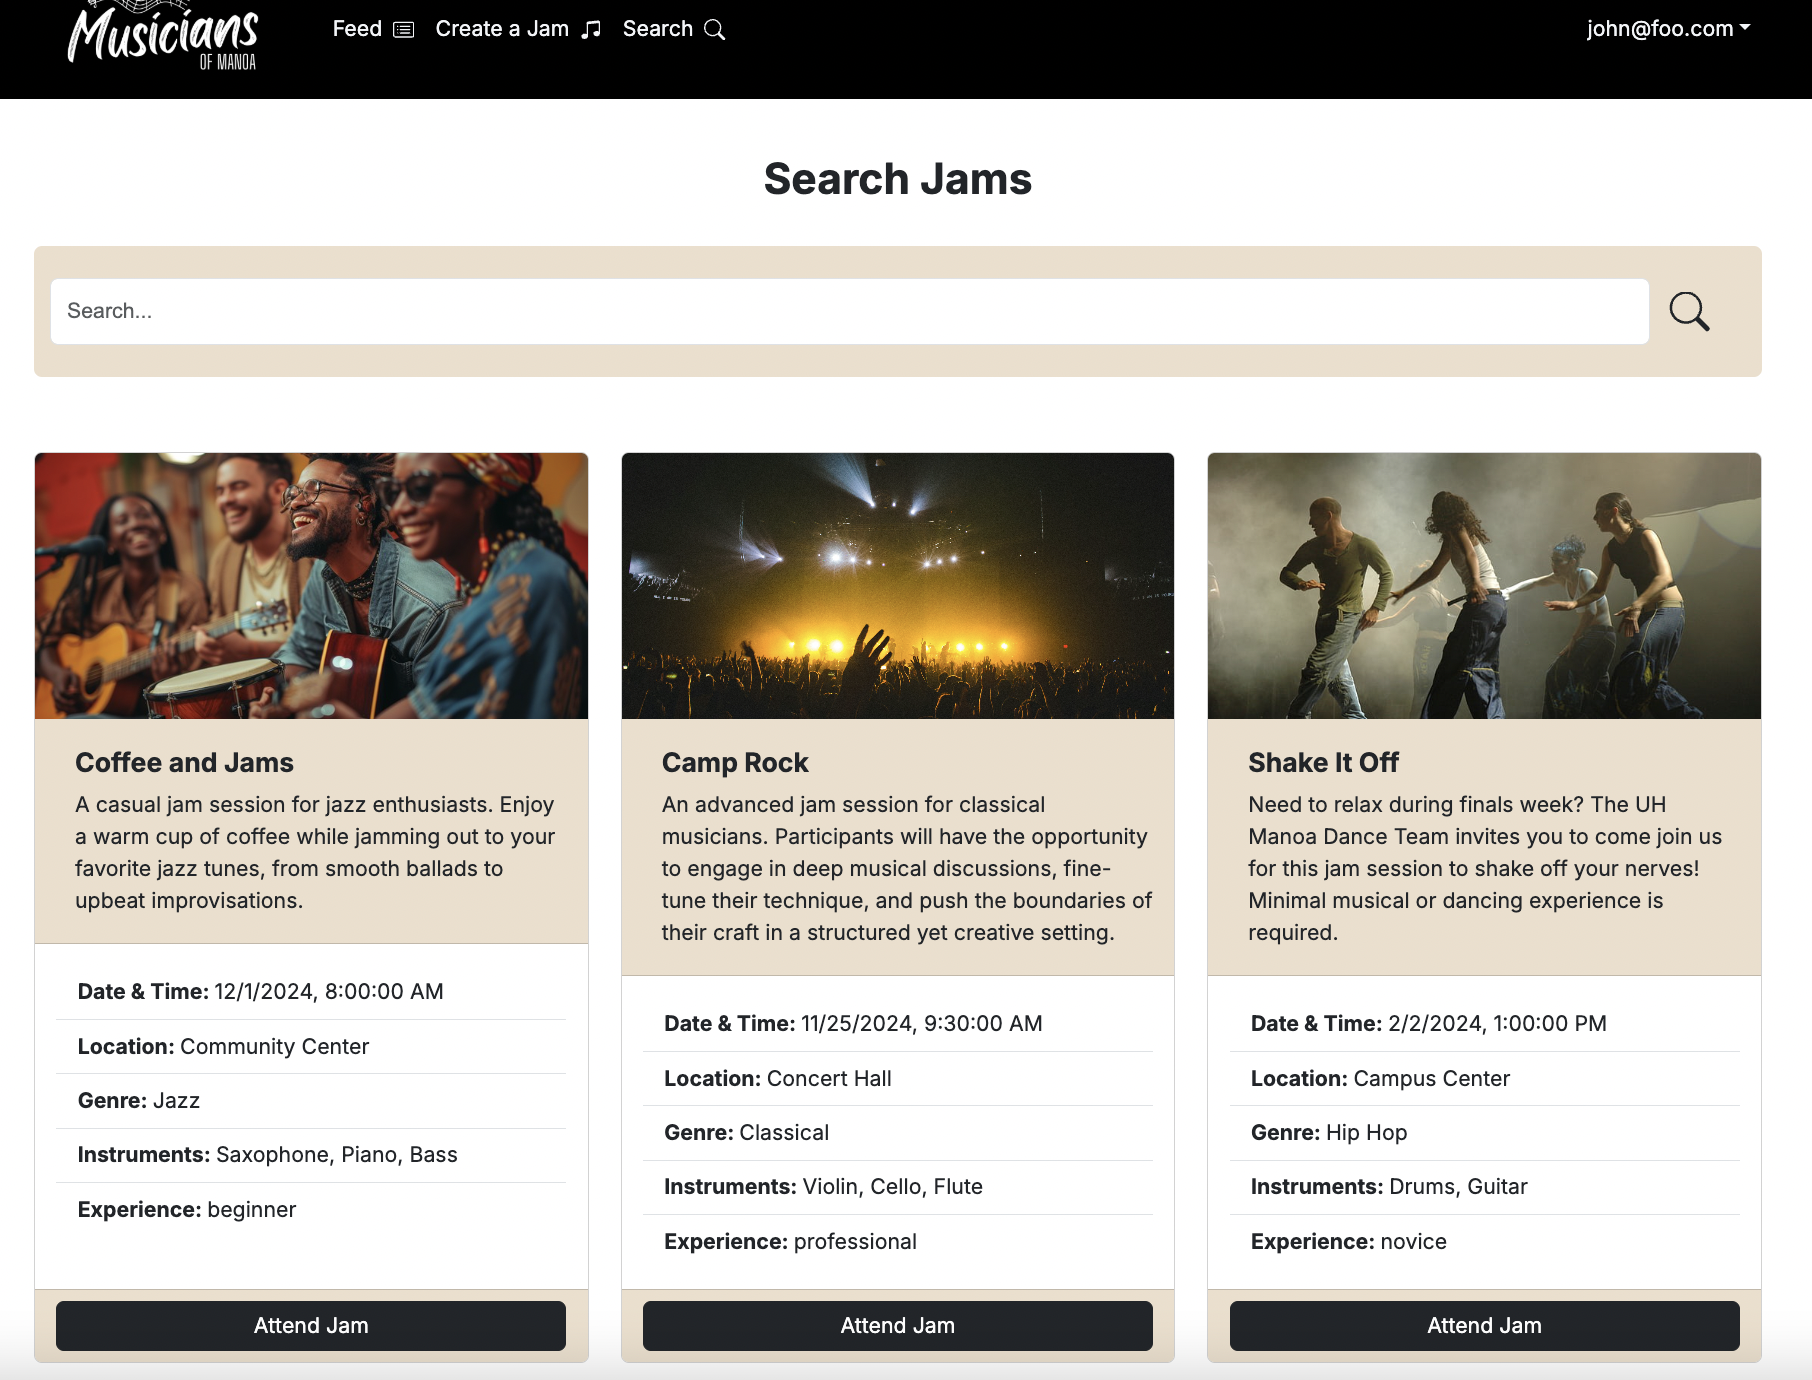 Musicians
OF MANOA
Feed Create a Jam Search john@foo.com
Search Jams
Search...
Coffee and Jams
A casual jam session for jazz enthusiasts. Enjoy
a warm cup of coffee while jamming out to your
favorite jazz tunes, from smooth ballads to
upbeat improvisations.
Date & Time: 12/1/2024, 8:00:00 AM
Location: Community Center
Genre: Jazz
Instruments: Saxophone, Piano, Bass
Experience: beginner
Attend Jam
Camp Rock
An advanced jam session for classical
musicians. Participants will have the opportunity
to engage in deep musical discussions, fine-
tune their technique, and push the boundaries of
their craft in a structured yet creative setting.
Date & Time: 11/25/2024, 9:30:00 AM
Location: Concert Hall
Genre: Classical
Instruments: Violin, Cello, Flute
Experience: professional
Attend Jam
Shake It Off
Need to relax during finals week? The UH
Manoa Dance Team invites you to come join us
for this jam session to shake off your nerves!
Minimal musical or dancing experience is
required.
Date & Time: 2/2/2024, 1:00:00 PM
Location: Campus Center
Genre: Hip Hop
Instruments: Drums, Guitar
Experience: novice
Attend Jam